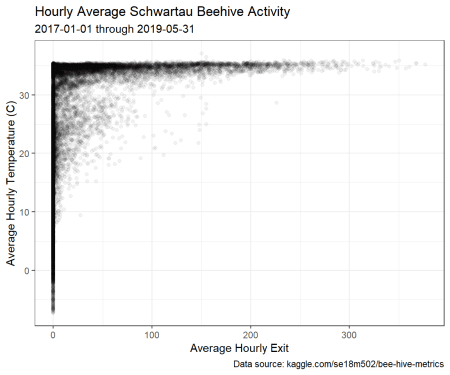 Hourly Average Schwartau Beehive Activity
2017-01-01 through 2019-05-31
Average Hourly Temperature (C)
30
20
10
0
0 100 200 300
Average Hourly Exit
Data source: kaggle.com/se18m502/bee-hive-metrics